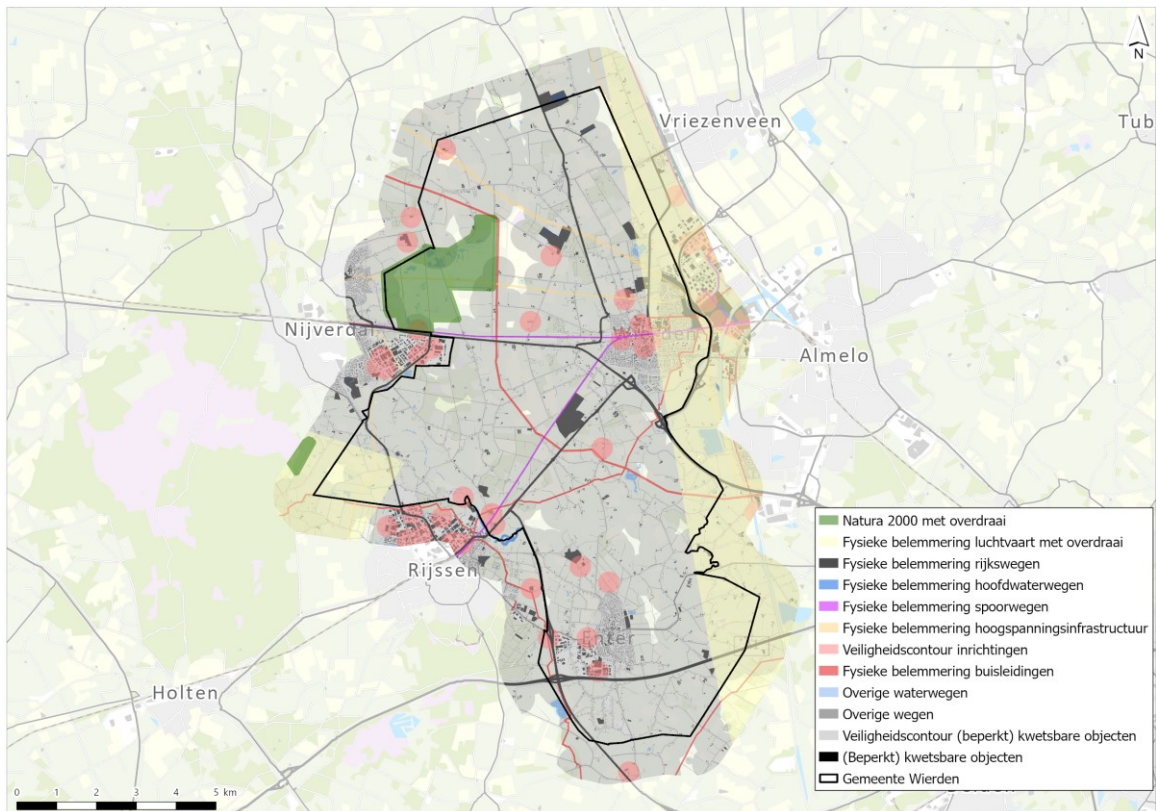 N
Vriezenveen
Tub
Nijverda
Almelo
Rijssen
Enter
Holten
Natura 2000 met overdraai
Fysieke belemmering luchtvaart met overdraai
Fysieke belemmering rijkswegen
Fysieke belemmering hoofdwaterwegen
Fysieke belemmering spoorwegen
Fysieke belemmering hoogspanningsinfrastructuur
Veiligheidscontour inrichtingen
Fysieke belemmering buisleidingen
Overige waterwegen
Overige wegen
Veiligheidscontour (beperkt) kwetsbare objecten
(Beperkt) kwetsbare objecten
Gemeente Wierden
0 1 2 3 4 5 km